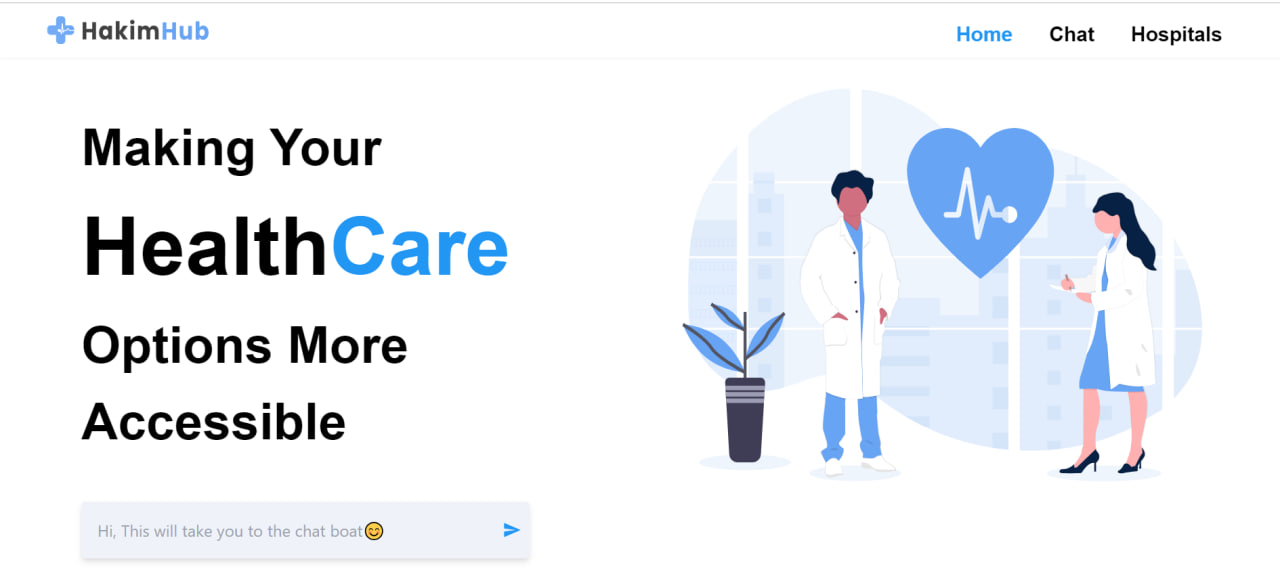 HakimHub
Home Chat Hospitals
Making Your
HealthCare
Options More
Accessible
Hi, This will take you to the chat boat😊